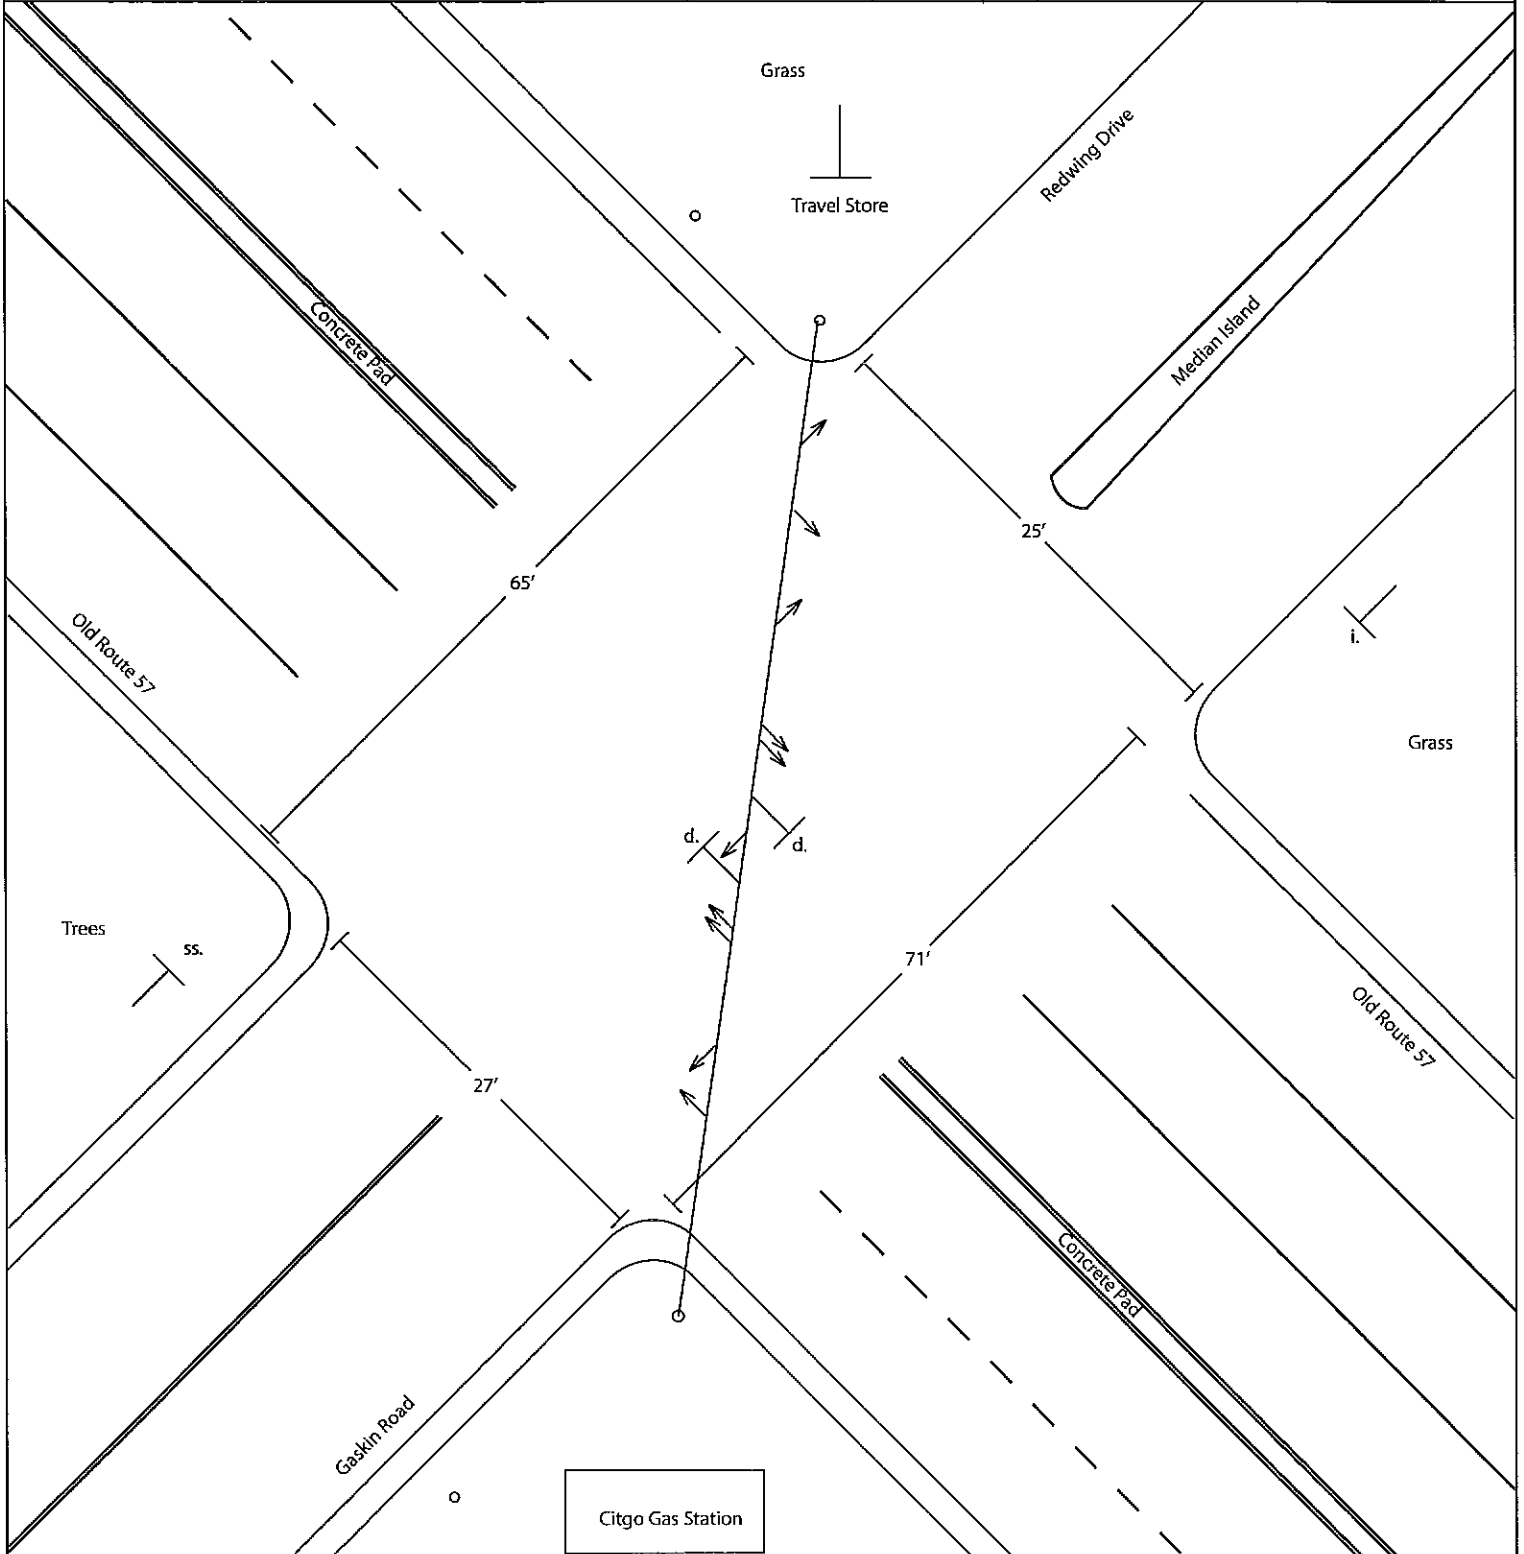 Grass
Redwing Drive
Travel Store
Concrete Pad
Median Island
25’
65’
Old Route 57
i.
Grass
d.
d.
Trees
ss.
71’
Old Route 57
27’
Concrete Pad
Gaskin Road
Citgo Gas Station